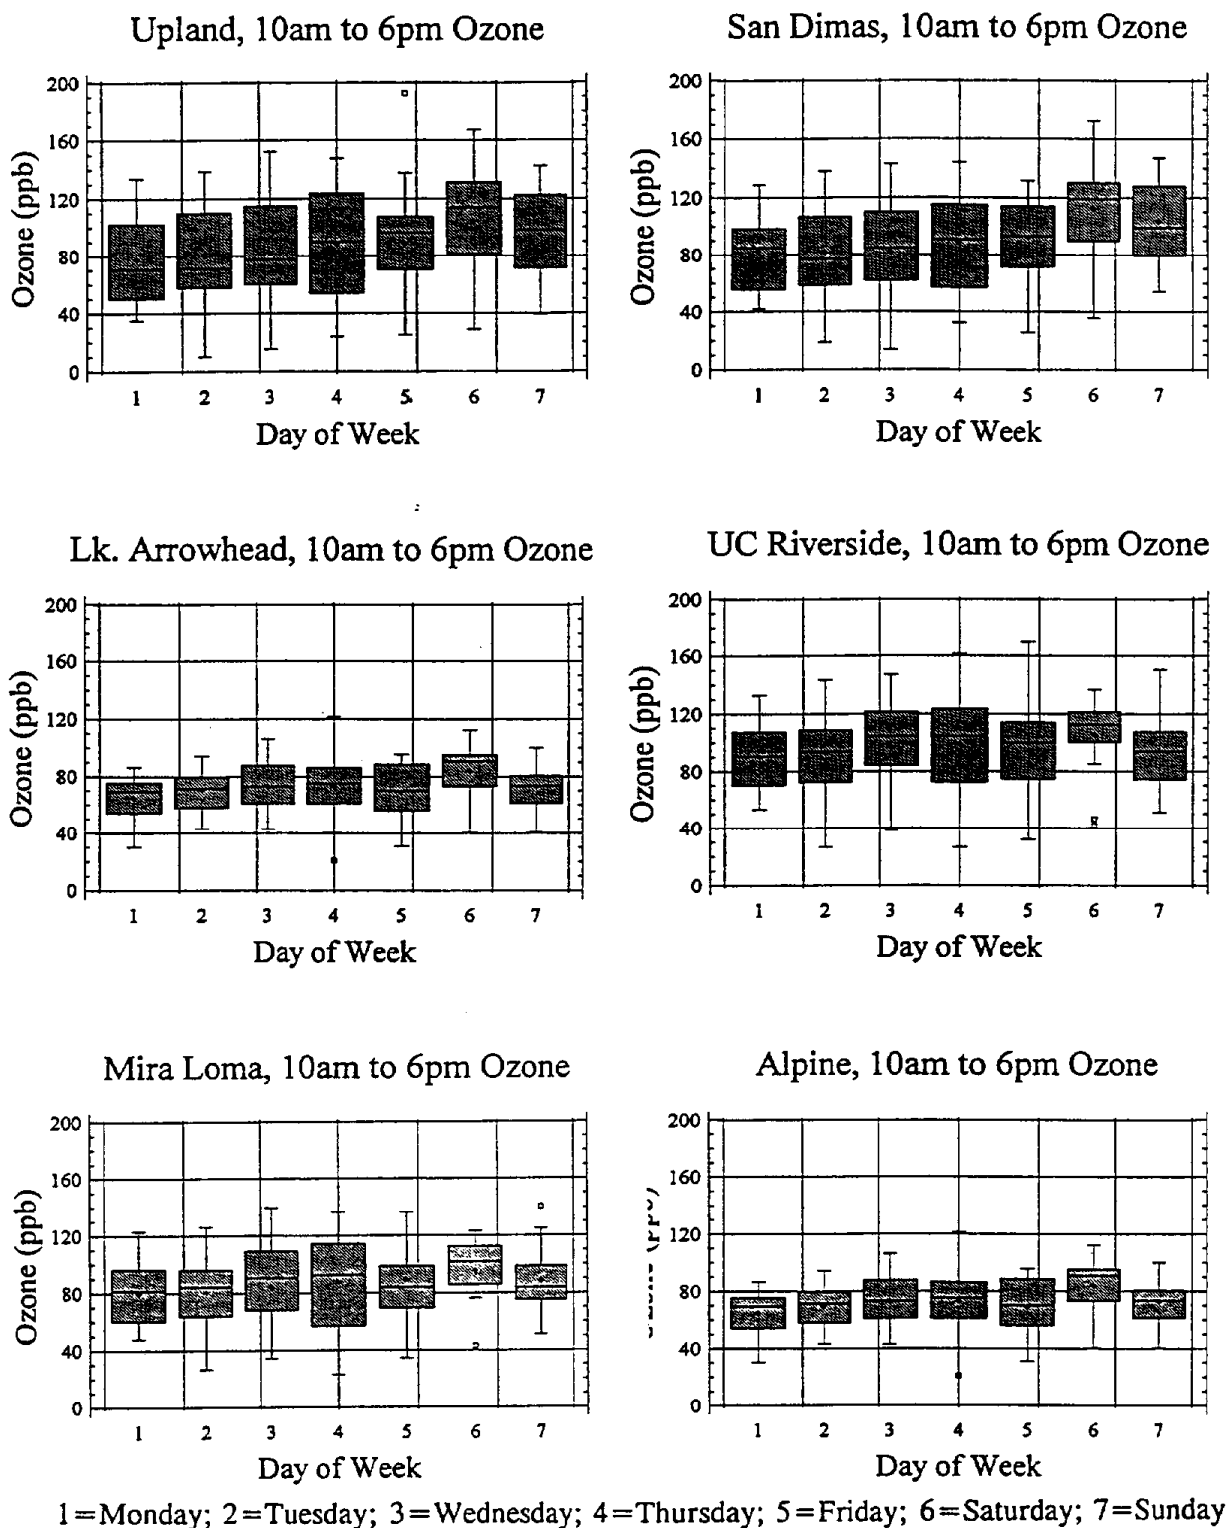 Upland, 10am to 6pm Ozone
Ozone (ppb)
200
160
120
80
40
0
1 2 3 4 5 6 7
Day of Week
San Dimas, 10am to 6pm Ozone
Ozone (ppb)
200
160
120
80
40
0
1 2 3 4 5 6 7
Day of Week
Lk. Arrowhead, 10am to 6pm Ozone
Ozone (ppb)
200
160
120
80
40
0
1 2 3 4 5 6 7
Day of Week
UC Riverside, 10am to 6pm Ozone
Ozone (ppb)
200
160
120
80
40
0
1 2 3 4 5 6 7
Day of Week
Mira Loma, 10am to 6pm Ozone
Ozone (ppb)
200
160
120
80
40
0
1 2 3 4 5 6 7
Day of Week
Alpine, 10am to 6pm Ozone
200
160
120
80
40
0
1 2 3 4 5 6 7
Day of Week
1=Monday; 2=Tuesday; 3=Wednesday; 4=Thursday; 5=Friday; 6=Saturday; 7=Sunday